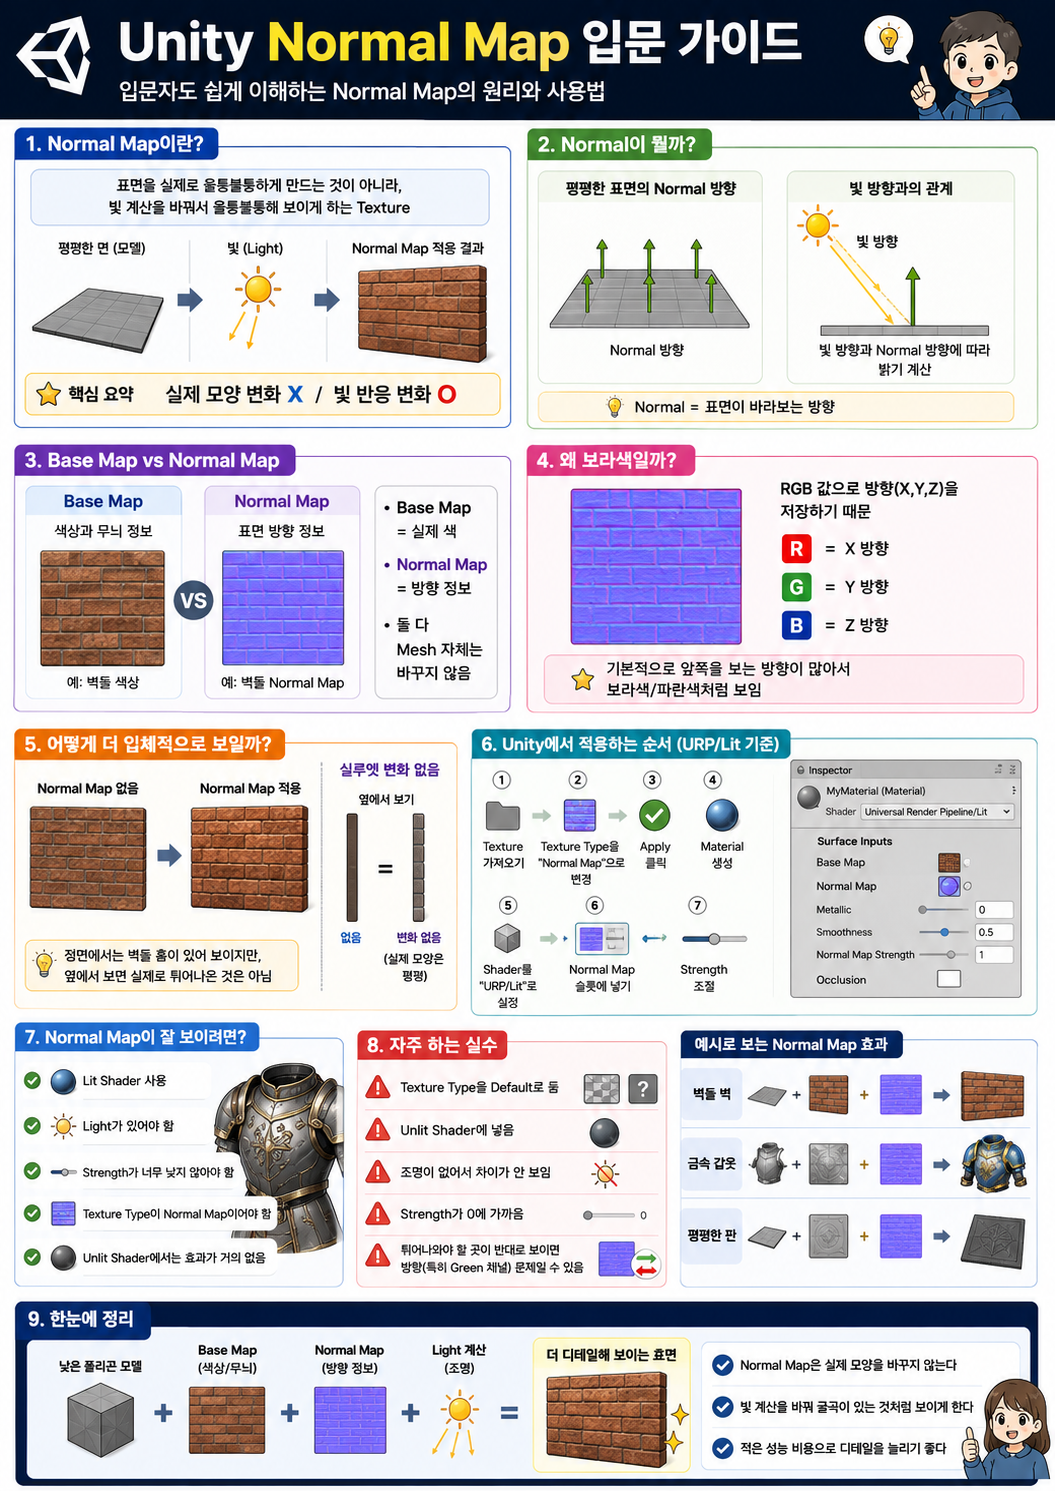 Unity Normal Map 입문 가이드
입문자도 쉽게 이해하는 Normal Map의 원리와 사용법
1. Normal Map이란?
표면을 실제로 울퉁불퉁하게 만드는 것이 아니라,
빛 계산을 바꿔서 울퉁불퉁해 보이게 하는 Texture
평평한 면 (모델)
빛 (Light)
Normal Map 적용 결과
핵심 요약
실제 모양 변화 X / 빛 반응 변화 O
2. Normal이 뭘까?
평평한 표면의 Normal 방향
Normal 방향
빛 방향과의 관계
빛 방향
빛 방향과 Normal 방향에 따라
밝기 계산
Normal = 표면이 바라보는 방향
3. Base Map vs Normal Map
Base Map
색상과 무늬 정보
예: 벽돌 색상
VS
Normal Map
표면 방향 정보
예: 벽돌 Normal Map
• Base Map
= 실제 색
• Normal Map
= 방향 정보
• 둘 다
Mesh 자체는
바꾸지 않음
4. 왜 보라색일까?
RGB 값으로 방향(X,Y,Z)을
저장하기 때문
R = X 방향
G = Y 방향
B = Z 방향
기본적으로 앞쪽을 보는 방향이 많아서
보라색/파란색처럼 보임
5. 어떻게 더 입체적으로 보일까?
Normal Map 없음
Normal Map 적용
정면에서는 벽돌 홈이 있어 보이지만,
옆에서 보면 실제로 튀어나온 것은 아님
실루엣 변화 없음
옆에서 보기
=
없음
변화 없음
(실제 모양은
평평)
6. Unity에서 적용하는 순서 (URP/Lit 기준)
1
Texture
가져오기
2
Texture Type을
"Normal Map"으로
변경
3
Apply
클릭
4
Material
생성
5
Shader를
"URP/Lit"로
설정
6
Normal Map
슬롯에 넣기
7
Strength
조절
Inspector
MyMaterial (Material)
Shader Universal Render Pipeline/Lit
Surface Inputs
Base Map
Normal Map
Metallic 0
Smoothness 0.5
Normal Map Strength 1
Occlusion
7. Normal Map이 잘 보이려면?
Lit Shader 사용
Light가 있어야 함
Strength가 너무 낮지 않아야 함
Texture Type이 Normal Map이어야 함
Unlit Shader에서는 효과가 거의 없음
8. 자주 하는 실수
Texture Type을 Default로 둠
?
Unlit Shader에 넣음
조명이 없어서 차이가 안 보임
Strength가 0에 가까움
0
튀어나와야 할 곳이 반대로 보이면
방향(특히 Green 채널) 문제일 수 있음
예시로 보는 Normal Map 효과
벽돌 벽
+ +
금속 갑옷
+ +
평평한 판
+ +
9. 한눈에 정리
낮은 폴리곤 모델
+
Base Map
(색상/무늬)
+
Normal Map
(방향 정보)
+
Light 계산
(조명)
=
더 디테일해 보이는 표면
Normal Map은 실제 모양을 바꾸지 않는다
빛 계산을 바꿔 굴곡이 있는 것처럼 보이게 한다
적은 성능 비용으로 디테일을 늘리기 좋다